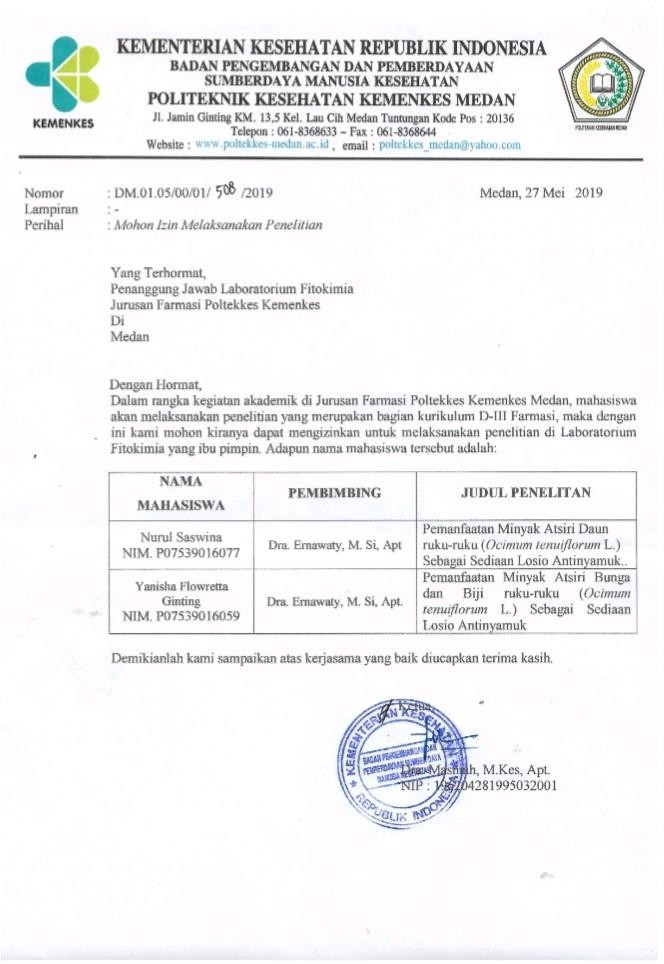 KEMENKES
KEMENTERIAN KESEHATAN REPUBLIK INDONESIA
BADAN PENGEMBANGAN DAN PEMBERDAYAAN
SUMBERDAYA MANUSIA KESEHATAN
POLITEKNIK KESEHATAN KEMENKES MEDAN
Jl. Jamin Ginting KM. 13,5 Kel. Lau Cih Medan Tuntungan Kode Pos : 20136
Telepon : 061-8368633 – Fax : 061-8368644
Website : www.poltekkes-medan.ac.id , email : poltekkes_medan@yahoo.com
POLITEKNIK KESEHATAN MEDAN
Nomor : DM.01.05/00/01/ 508 /2019 Medan, 27 Mei 2019
Lampiran : -
Perihal : Mohon Izin Melaksanakan Penelitian
Yang Terhormat,
Penanggung Jawab Laboratorium Fitokimia
Jurusan Farmasi Poltekkes Kemenkes
Di
Medan
Dengan Hormat,
Dalam rangka kegiatan akademik di Jurusan Farmasi Poltekkes Kemenkes Medan, mahasiswa
akan melaksanakan penelitian yang merupakan bagian kurikulum D-III Farmasi, maka dengan
ini kami mohon kiranya dapat mengizinkan untuk melaksanakan penelitian di Laboratorium
Fitokimia yang ibu pimpin. Adapun nama mahasiswa tersebut adalah:
NAMA
MAHASISWA
PEMBIMBING
JUDUL PENELITAN
Nurul Saswina
NIM. P07539016077
Dra. Ernawaty, M. Si, Apt
Pemanfaatan Minyak Atsiri Daun
ruku-ruku (Ocimum tenuiflorum L.)
Sebagai Sediaan Losio Antinyamuk..
Yanisha Flowretta
Ginting
NIM. P07539016059
Dra. Ernawaty, M. Si, Apt.
Pemanfaatan Minyak Atsiri Bunga
dan Biji ruku-ruku (Ocimum
tenuiflorum L.) Sebagai Sediaan
Losio Antinyamuk
Demikianlah kami sampaikan atas kerjasama yang baik diucapkan terima kasih.
Ketua
KEMENTERIAN KESEHATAN
BADAN PENGEMBANGAN DAN
PEMBERDAYAAN SUMBER DAYA
MANUSIA KESEHATAN
REPUBLIK INDONESIA
Dra. Masniah, M.Kes, Apt.
NIP : 196204281995032001